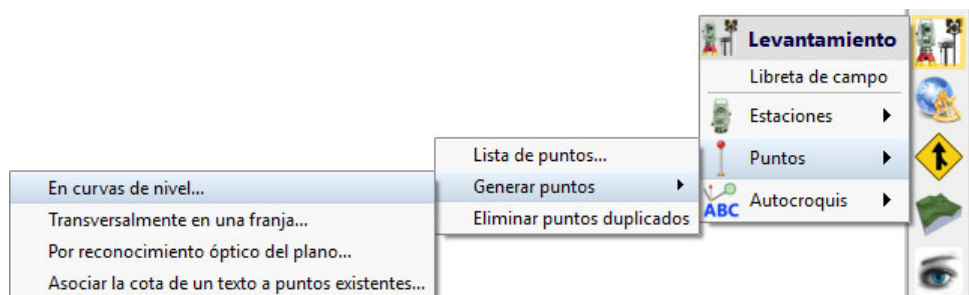 Levantamiento
Libreta de campo
Estaciones
Puntos
Autocroquis
ABC
Lista de puntos...
Generar puntos
Eliminar puntos duplicados
En curvas de nivel...
Transversalmente en una franja...
Por reconocimiento óptico del plano...
Asociar la cota de un texto a puntos existentes...